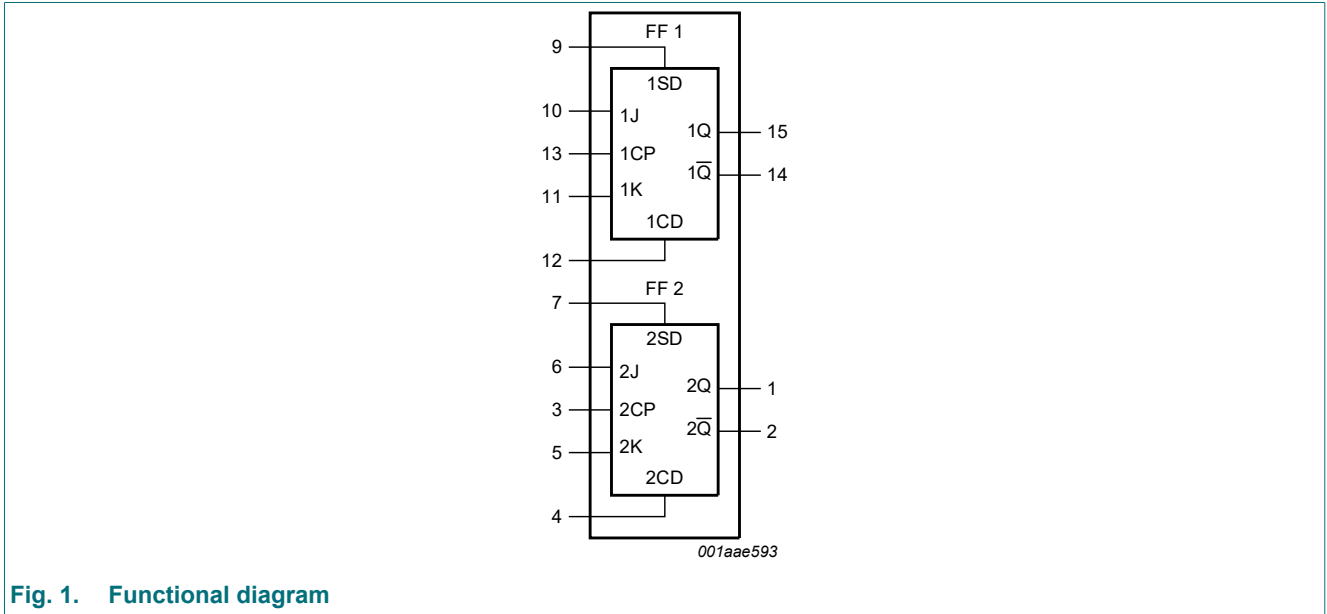 FF 1
9
1SD
10
1J
1Q
15
13
1CP
1Q̅
14
11
1K
1CD
12
FF 2
7
2SD
6
2J
2Q
1
3
2CP
2Q̅
2
5
2K
2CD
4
001aae593
Fig. 1. Functional diagram